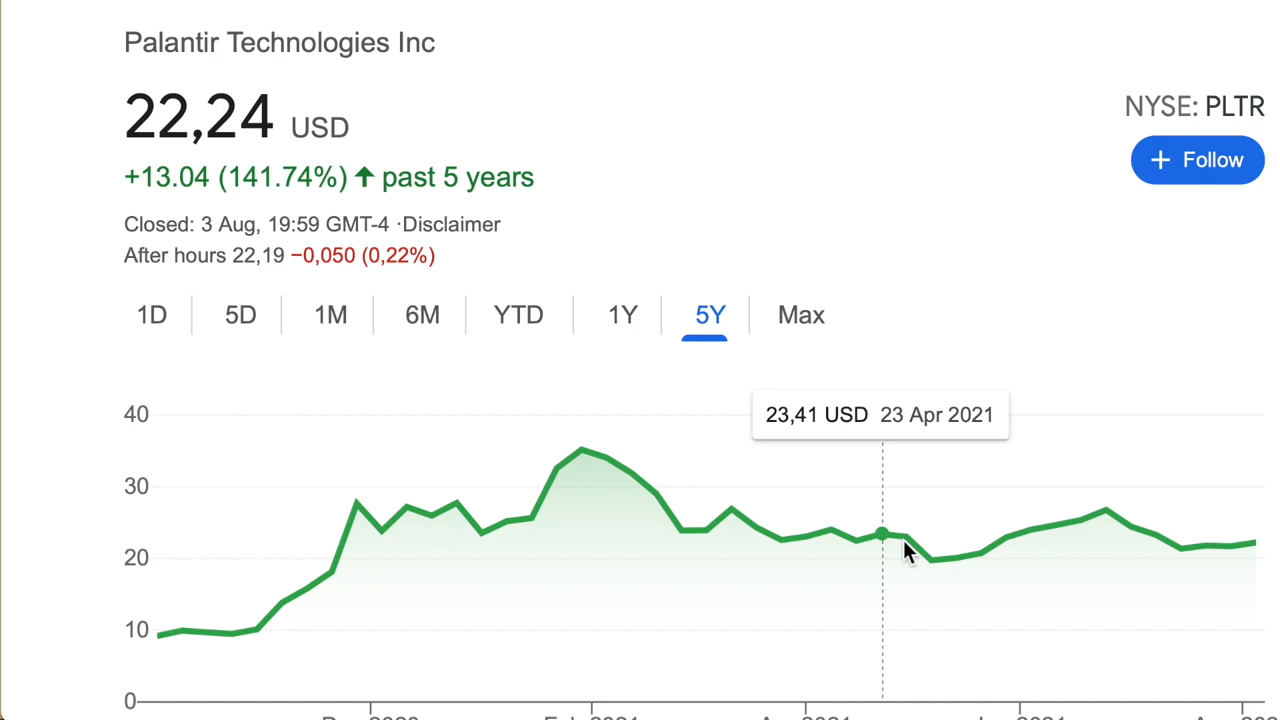 Palantir Technologies Inc
22,24 USD
NYSE: PLTR
+ Follow
+13.04 (141.74%) ↑ past 5 years
Closed: 3 Aug, 19:59 GMT-4 ·Disclaimer
After hours 22,19 −0,050 (0,22%)
1D 5D 1M 6M YTD 1Y 5Y Max
23,41 USD 23 Apr 2021
40
30
20
10
0